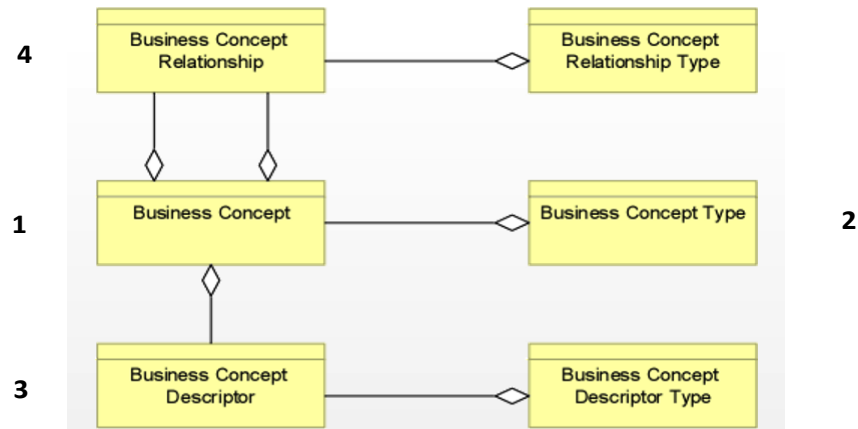 4
Business Concept
Relationship
Business Concept
Relationship Type
1
Business Concept
Business Concept Type
2
3
Business Concept
Descriptor
Business Concept
Descriptor Type